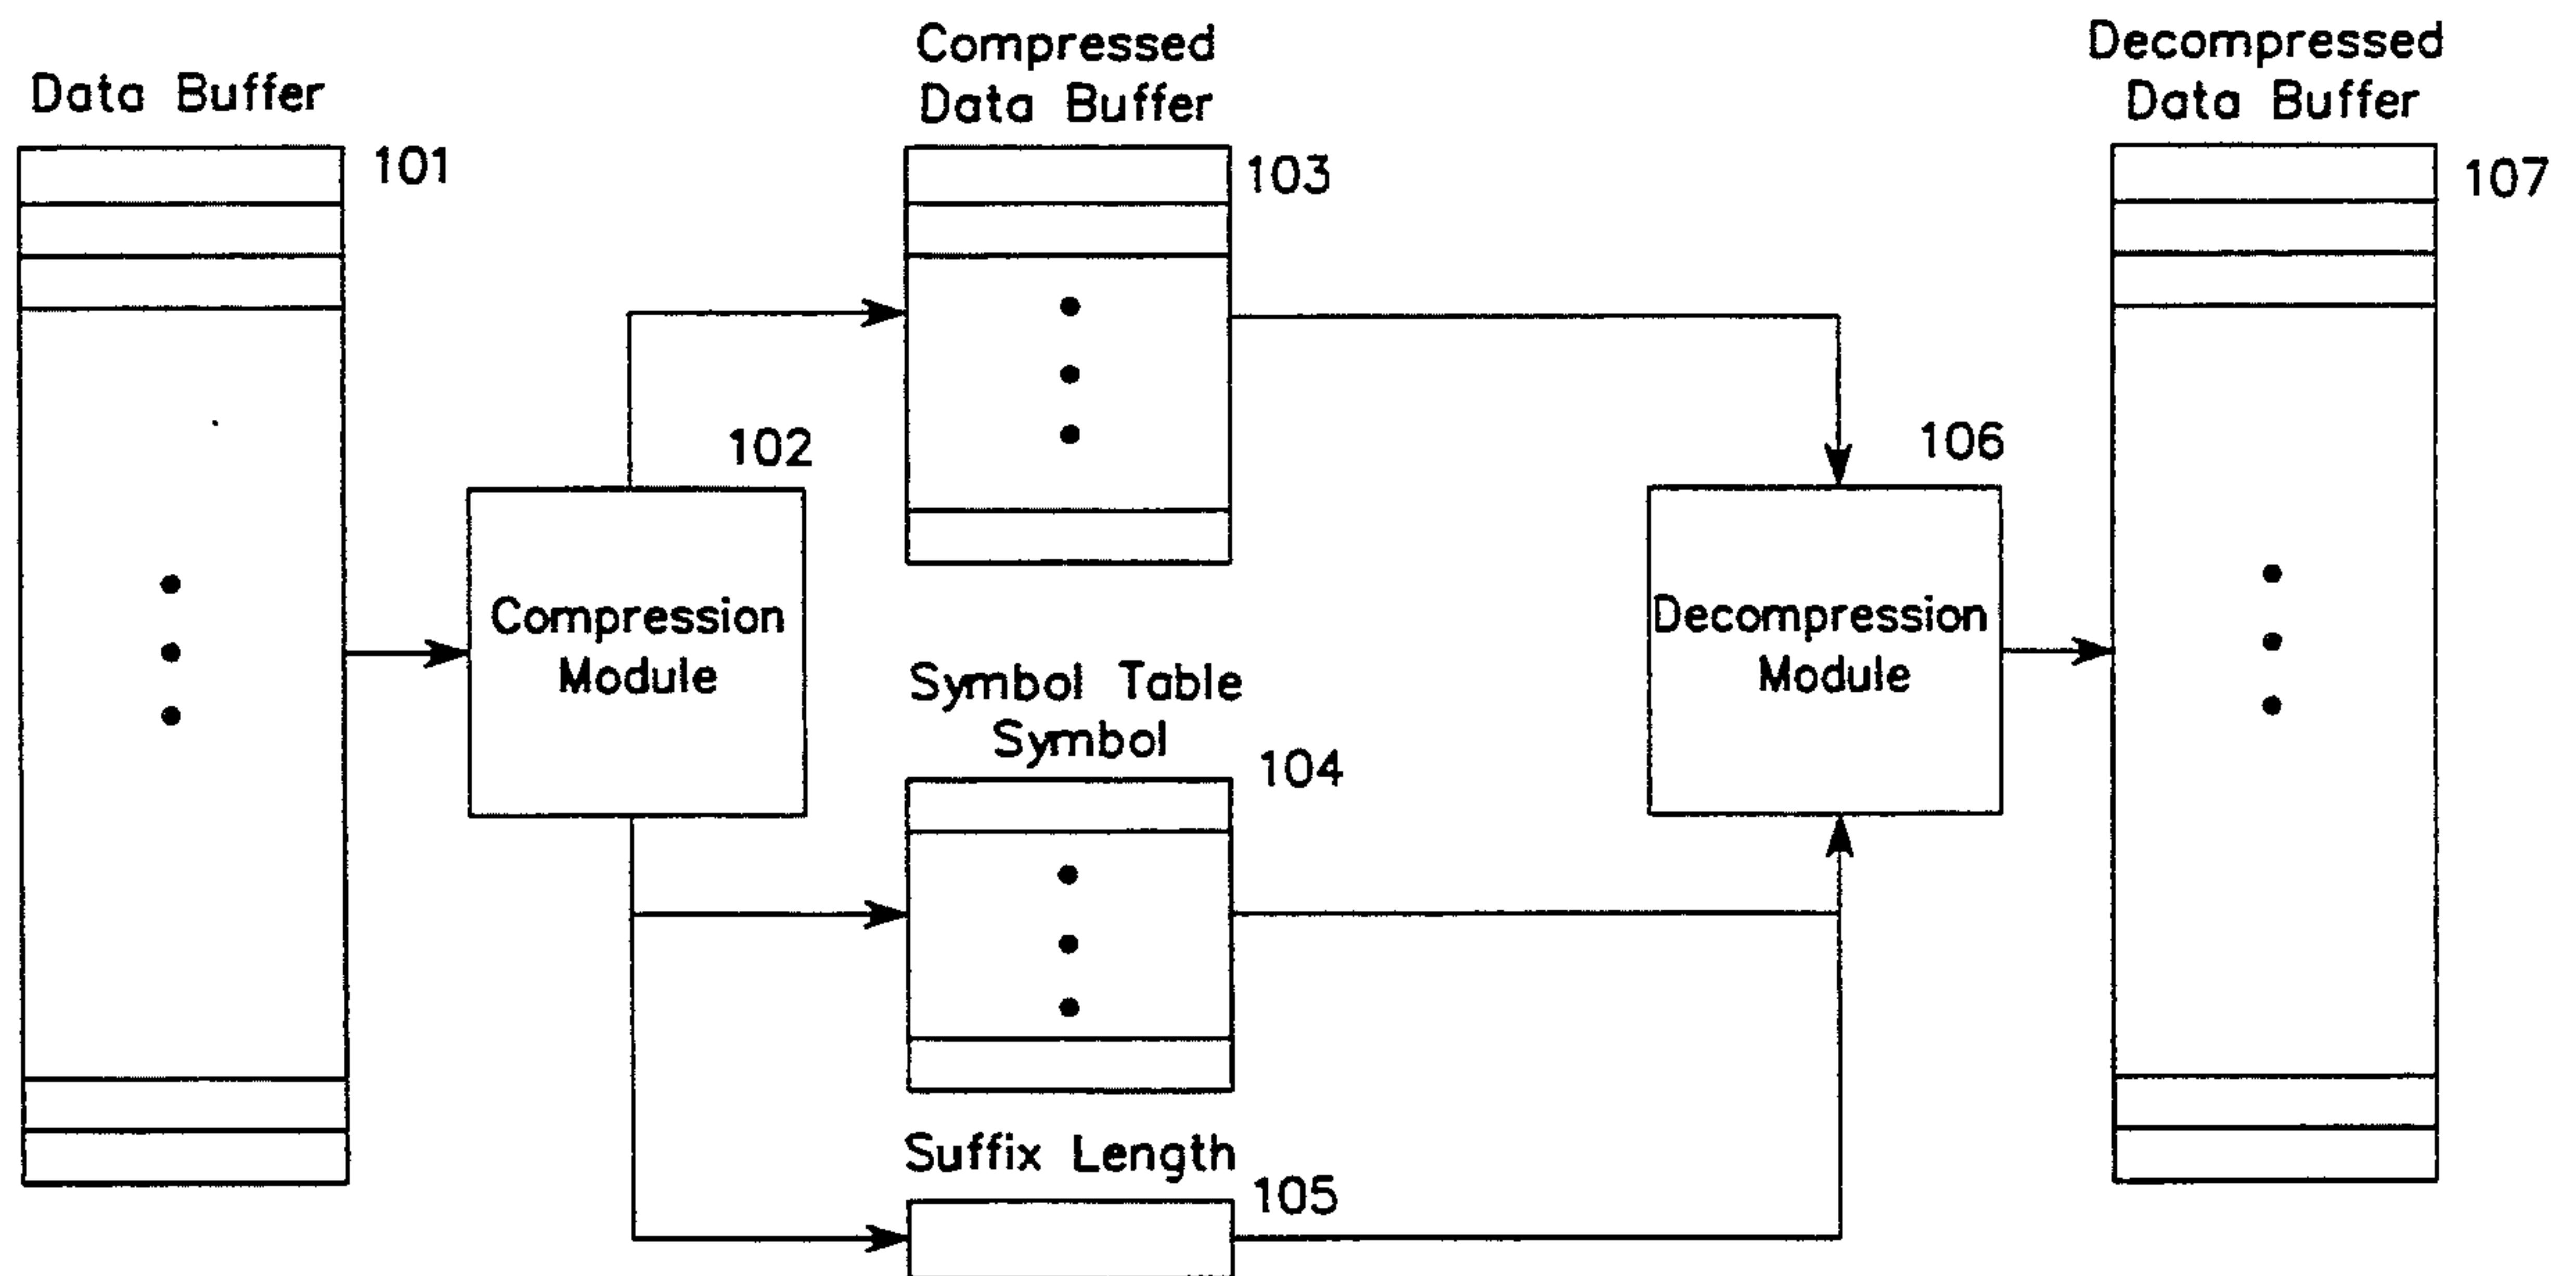 Data Buffer
101
Compressed
Data Buffer
103
Decompressed
Data Buffer
107
102
Compression
Module
106
Decompression
Module
Symbol Table
Symbol
104
Suffix Length
105